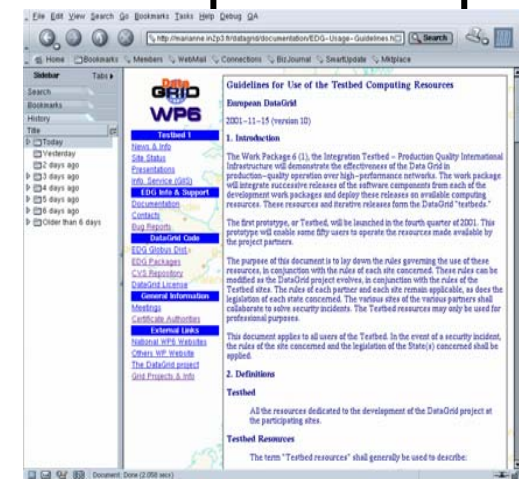 File Edit View Search Go Bookmarks Tasks Help Debug QA
http://marianne.in2p3.fr/datagrid/documentation/EDG-Usage-Guidelines.h
Search
Home Bookmarks Members WebMail Connections BizJournal SmartUpdate Mktplace
Sidebar Tabs
Search
Bookmarks
History
Title
Today
Yesterday
2 days ago
3 days ago
4 days ago
5 days ago
6 days ago
Older than 6 days
Data
GRID
WP6
Testbed 1
News & Info
Site Status
Presentations
Info. Service (GIIS)
EDG Info & Support
Documentation
Contacts
Bug Reports
DataGrid Code
EDG Globus Dist.
EDG Packages
CVS Repository
DataGrid License
General Information
Meetings
Certificate Authorities
External Links
National WP6 Websites
Others WP Website
The DataGrid project
Grid Projects & Info
Guidelines for Use of the Testbed Computing Resources
European DataGrid
2001-11-15 (version 10)
1. Introduction
The Work Package 6 (1), the Integration Testbed – Production Quality International
Infrastructure will demonstrate the effectiveness of the Data Grid in
production-quality operation over high-performance networks. The work package
will integrate successive releases of the software components from each of the
development work packages and deploy these releases on available computing
resources. These resources and iterative releases form the DataGrid "testbeds."
The first prototype, or Testbed, will be launched in the fourth quarter of 2001. This
prototype will enable some fifty users to operate the resources made available by
the project partners.
The purpose of this document is to lay down the rules governing the use of these
resources, in conjunction with the rules of each site concerned. These rules can be
modified as the DataGrid project evolves, in conjunction with the rules of the
Testbed sites. The rules of each partner and each site remain applicable, as does the
legislation of each state concerned. The various sites of the various partners shall
collaborate to solve security incidents. The Testbed resources may only be used for
professional purposes.
This document applies to all users of the Testbed. In the event of a security incident,
the rules of the site concerned and the legislation of the State(s) concerned shall be
applied.
2. Definitions
Testbed
All the resources dedicated to the development of the DataGrid project at
the participating sites.
Testbed Resources
The term "Testbed resources" shall generally be used to describe:
Document: Done (2.058 secs)